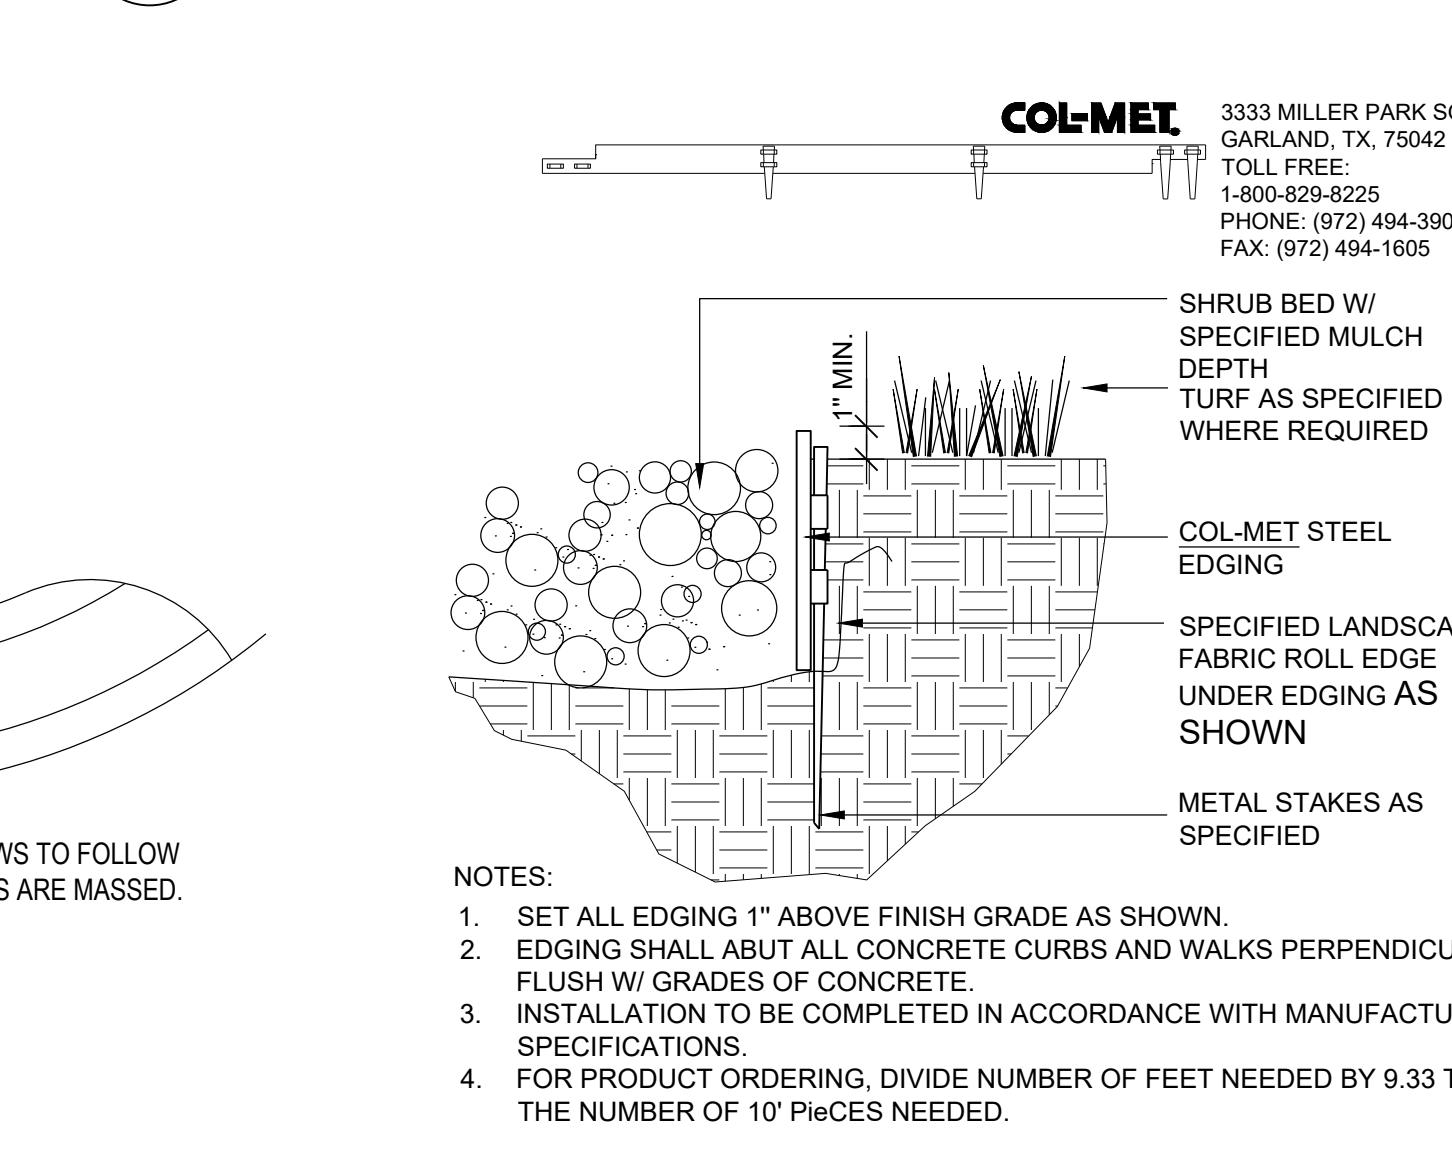 COL-MET
3333 MILLER PARK
GARLAND, TX, 75042
TOLL FREE:
1-800-829-8225
PHONE: (972) 494-390
FAX: (972) 494-1605
SHRUB BED W/
SPECIFIED MULCH
DEPTH
1" MIN.
TURF AS SPECIFIED
WHERE REQUIRED
COL-MET STEEL
EDGING
SPECIFIED LANDSCA
FABRIC ROLL EDGE
UNDER EDGING AS
SHOWN
METAL STAKES AS
SPECIFIED
WS TO FOLLOW
S ARE MASSED.
NOTES:
1. SET ALL EDGING 1" ABOVE FINISH GRADE AS SHOWN.
2. EDGING SHALL ABUT ALL CONCRETE CURBS AND WALKS PERPENDICU
FLUSH W/ GRADES OF CONCRETE.
3. INSTALLATION TO BE COMPLETED IN ACCORDANCE WITH MANUFACTU
SPECIFICATIONS.
4. FOR PRODUCT ORDERING, DIVIDE NUMBER OF FEET NEEDED BY 9.33
THE NUMBER OF 10' PieCES NEEDED.